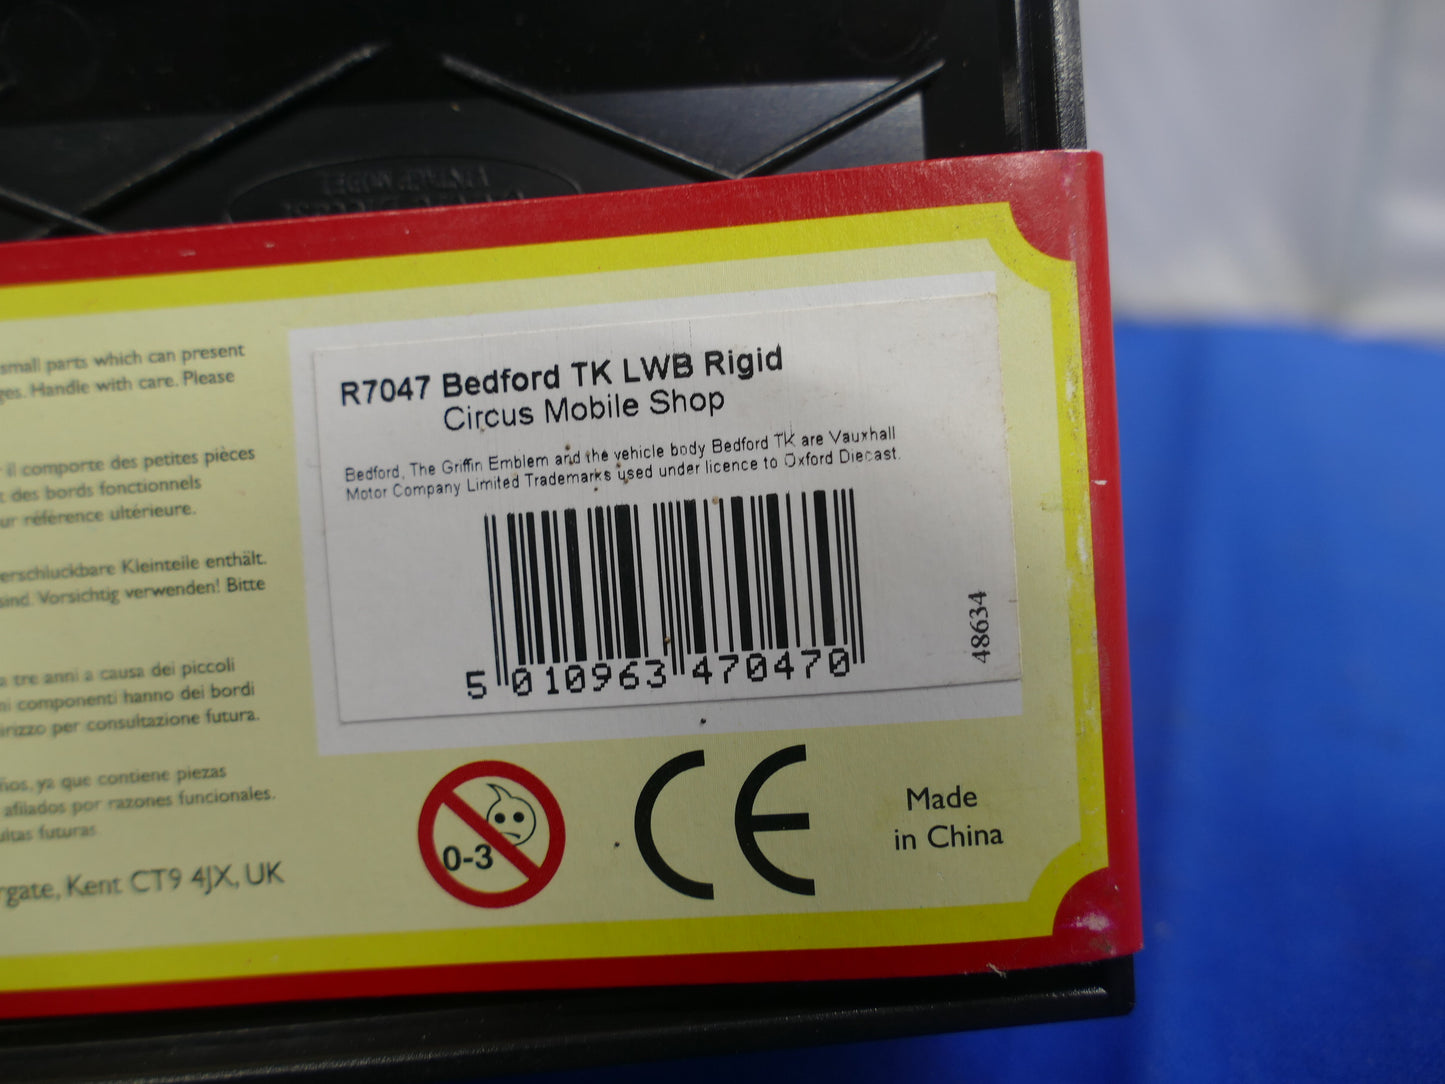 small parts which can present
ges. Handle with care. Please
il comporte des petites pièces
t des bords fonctionnels
ur référence ultérieure.
erschluckbare Kleinteile enthält.
sind. Vorsichtig verwenden! Bitte
a tre anni a causa dei piccoli
ni componenti hanno dei bordi
irizzo per consultazione futura.
ños, ya que contiene piezas
afilados por razones funcionales.
ultas futuras
rgate, Kent CT9 4JX, UK
R7047 Bedford TK LWB Rigid
Circus Mobile Shop
Bedford, The Griffin Emblem and the vehicle body Bedford TK are Vauxhall
Motor Company Limited Trademarks used under licence to Oxford Diecast.
5 010963 470470
48634
0-3
CE
Made
in China